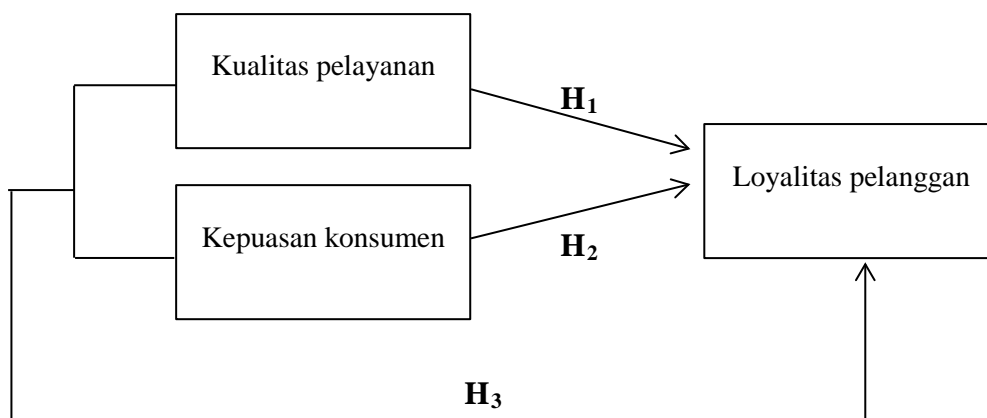 Kualitas pelayanan
H1
Loyalitas pelanggan
Kepuasan konsumen
H2
H3